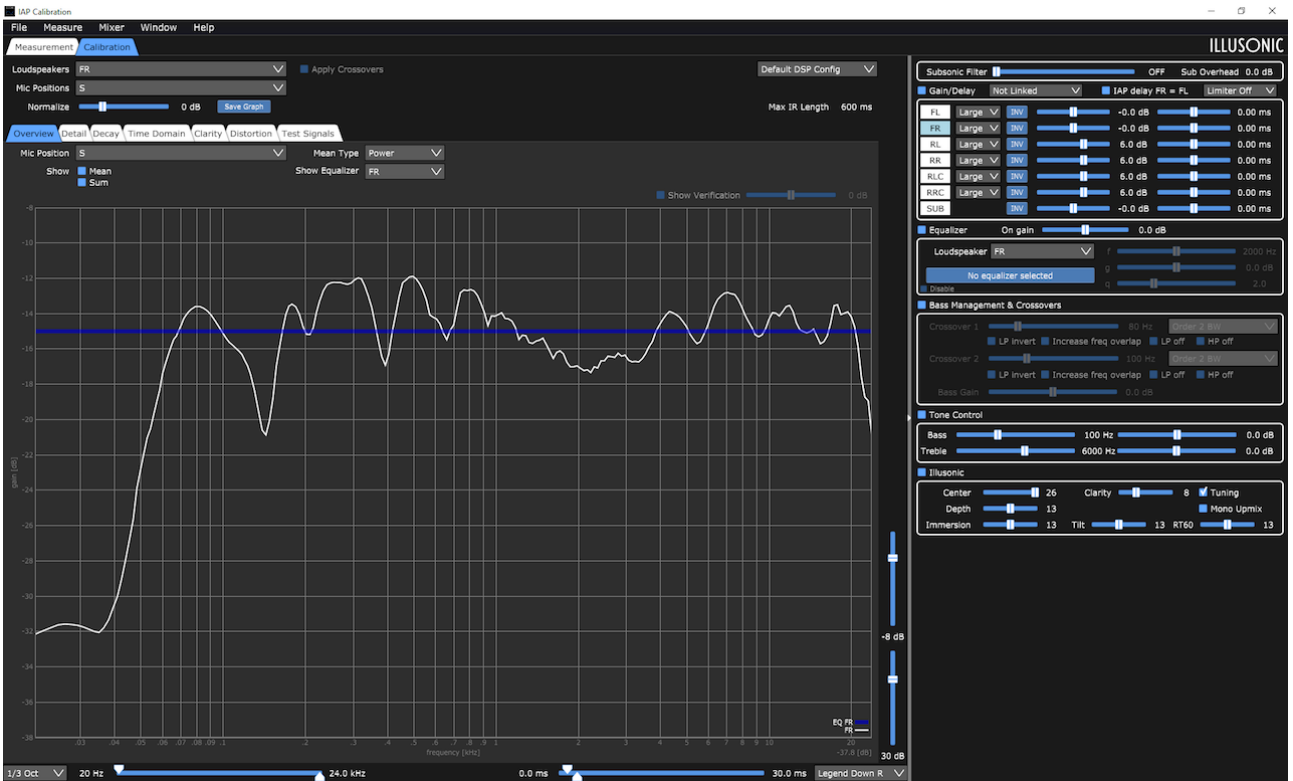 IAP Calibration
File Measure Mixer Window Help
Measurement Calibration
ILLUSONIC
Loudspeakers FR Apply Crossovers Default DSP Config
Mic Positions S
Normalize 0 dB Save Graph Max IR Length 600 ms
Overview Detail Decay Time Domain Clarity Distortion Test Signals
Mic Position S Mean Type Power
Show Mean Show Equalizer FR
Sum
Show Verification 0 dB
-8
-10
-12
-14
-16
-18
-20
-22
-24
-26
-28
-30
-32
-34
-36
-38
gain [dB]
EQ FR
FR
.03 .04 .05 .06 .07 .08 .09 .1 .2 .3 .4 .5 .6 .7 .8 .9 1 2 3 4 5 6 7 8 9 10 20
frequency [kHz] -37.8 [dB]
-8 dB
30 dB
1/3 Oct 20 Hz 24.0 kHz 0.0 ms 30.0 ms Legend Down R
Subsonic Filter OFF Sub Overhead 0.0 dB
Gain/Delay Not Linked IAP delay FR = FL Limiter Off
FL Large INV -0.0 dB 0.00 ms
FR Large INV -0.0 dB 0.00 ms
RL Large INV 6.0 dB 0.00 ms
RR Large INV 6.0 dB 0.00 ms
RLC Large INV 6.0 dB 0.00 ms
RRC Large INV 6.0 dB 0.00 ms
SUB INV -0.0 dB 0.00 ms
Equalizer On gain 0.0 dB
Loudspeaker FR f 2000 Hz
No equalizer selected g 0.0 dB
Disable q 2.0
Bass Management & Crossovers
Crossover 1 80 Hz Order 2 BW
LP invert Increase freq overlap LP off HP off
Crossover 2 100 Hz Order 2 BW
LP invert Increase freq overlap LP off HP off
Bass Gain 0.0 dB
Tone Control
Bass 100 Hz 0.0 dB
Treble 6000 Hz 0.0 dB
Illusonic
Center 26 Clarity 8 Tuning
Depth 13 Mono Upmix
Immersion 13 Tilt 13 RT60 13